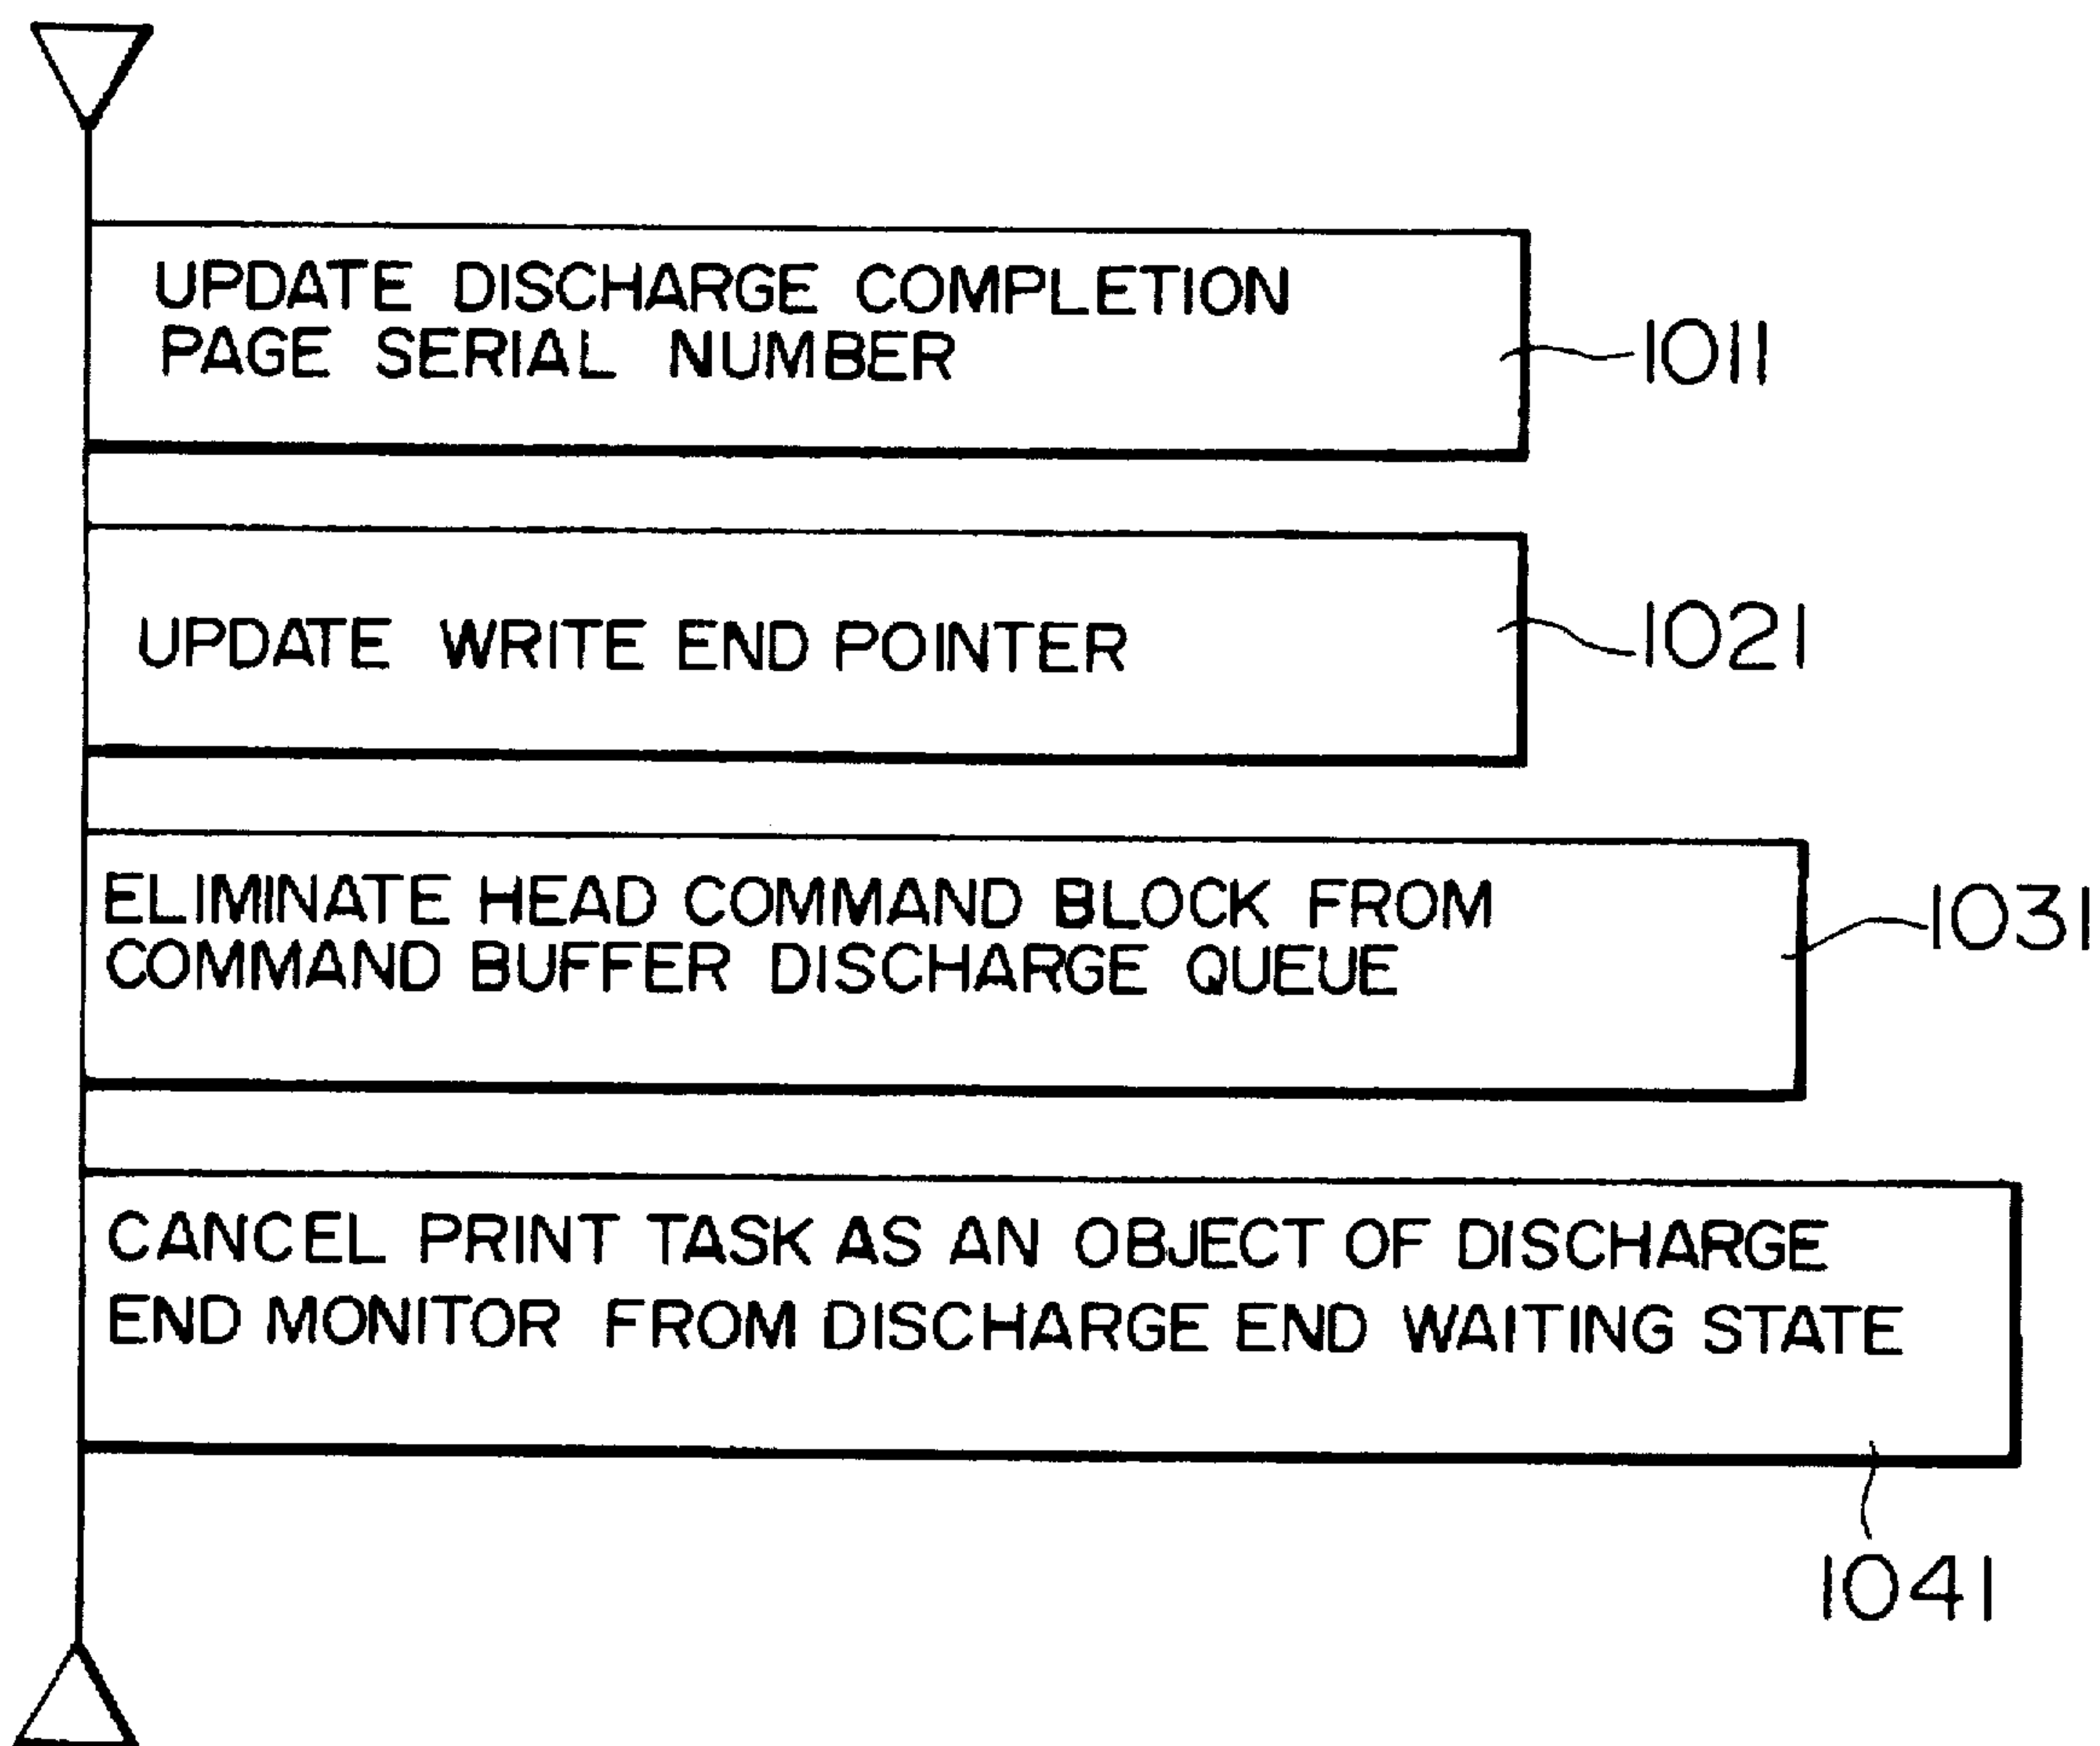 UPDATE DISCHARGE COMPLETION
PAGE SERIAL NUMBER
1011
UPDATE WRITE END POINTER
1021
ELIMINATE HEAD COMMAND BLOCK FROM
COMMAND BUFFER DISCHARGE QUEUE
1031
CANCEL PRINT TASK AS AN OBJECT OF DISCHARGE
END MONITOR FROM DISCHARGE END WAITING STATE
1041